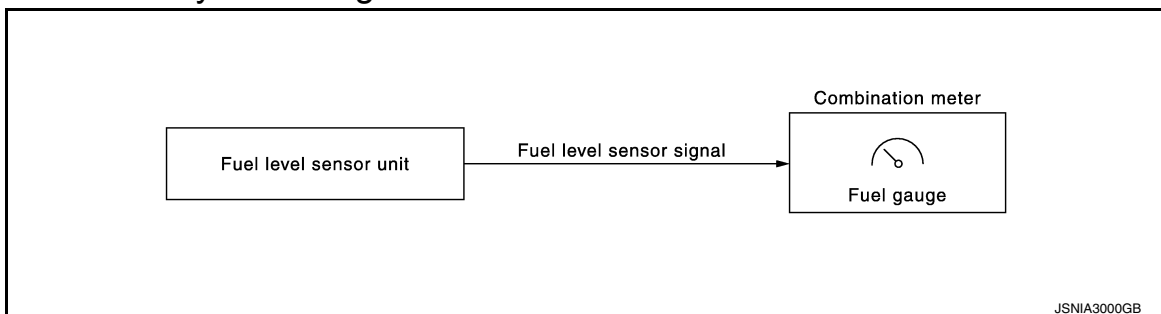 Combination meter
Fuel level sensor unit
Fuel level sensor signal
Fuel gauge
JSNIA3000GB